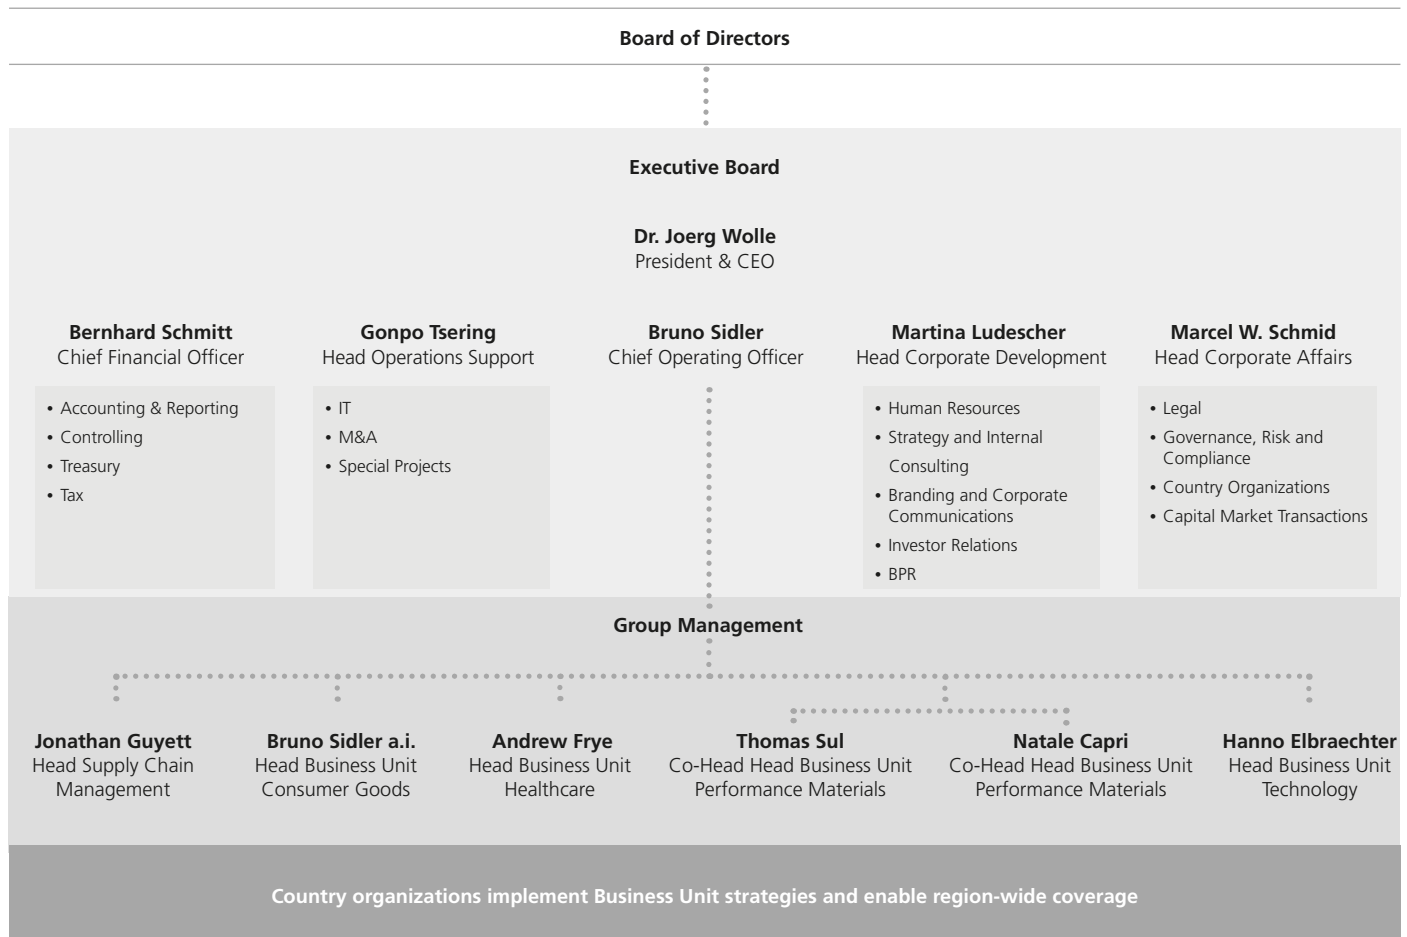 Board of Directors
Executive Board
Dr. Joerg Wolle
President & CEO
Bernhard Schmitt
Chief Financial Officer
• Accounting & Reporting
• Controlling
• Treasury
• Tax
Gonpo Tsering
Head Operations Support
• IT
• M&A
• Special Projects
Bruno Sidler
Chief Operating Officer
Martina Ludescher
Head Corporate Development
• Human Resources
• Strategy and Internal
Consulting
• Branding and Corporate
Communications
• Investor Relations
• BPR
Marcel W. Schmid
Head Corporate Affairs
• Legal
• Governance, Risk and
Compliance
• Country Organizations
• Capital Market Transactions
Group Management
Jonathan Guyett
Head Supply Chain
Management
Bruno Sidler a.i.
Head Business Unit
Consumer Goods
Andrew Frye
Head Business Unit
Healthcare
Thomas Sul
Co-Head Head Business Unit
Performance Materials
Natale Capri
Co-Head Head Business Unit
Performance Materials
Hanno Elbraechter
Head Business Unit
Technology
Country organizations implement Business Unit strategies and enable region-wide coverage